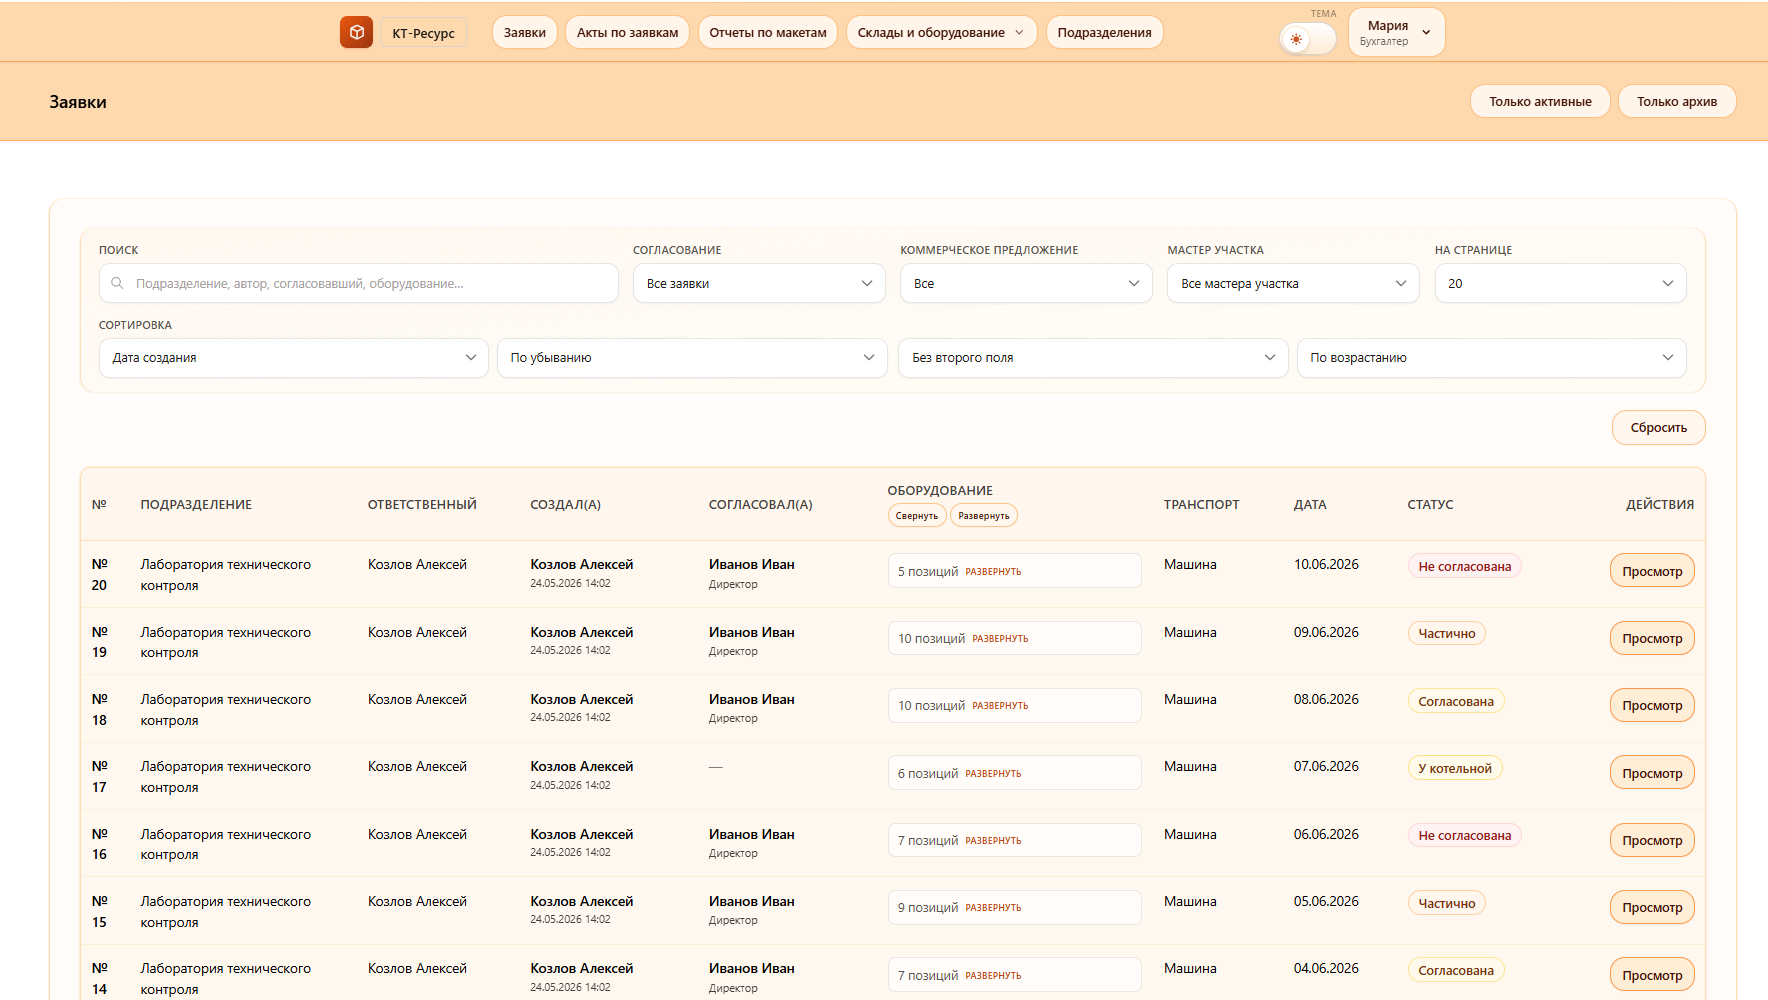 КТ-Ресурс
Заявки
Акты по заявкам
Отчеты по макетам
Склады и оборудование
Подразделения
ТЕМА
Мария
Бухгалтер
Заявки
Только активные
Только архив
ПОИСК
СОГЛАСОВАНИЕ
КОММЕРЧЕСКОЕ ПРЕДЛОЖЕНИЕ
МАСТЕР УЧАСТКА
НА СТРАНИЦЕ
Подразделение, автор, согласовавший, оборудование...
Все заявки
Все
Все мастера участка
20
СОРТИРОВКА
Дата создания
По убыванию
Без второго поля
По возрастанию
Сбросить
№ ПОДРАЗДЕЛЕНИЕ ОТВЕТСТВЕННЫЙ СОЗДАЛ(А) СОГЛАСОВАЛ(А) ОБОРУДОВАНИЕ ТРАНСПОРТ ДАТА СТАТУС ДЕЙСТВИЯ
Свернуть Развернуть
№ Лаборатория технического Козлов Алексей Козлов Алексей Иванов Иван 5 позиций РАЗВЕРНУТЬ Машина 10.06.2026 Не согласована Просмотр
20 контроля 24.05.2026 14:02 Директор
№ Лаборатория технического Козлов Алексей Козлов Алексей Иванов Иван 10 позиций РАЗВЕРНУТЬ Машина 09.06.2026 Частично Просмотр
19 контроля 24.05.2026 14:02 Директор
№ Лаборатория технического Козлов Алексей Козлов Алексей Иванов Иван 10 позиций РАЗВЕРНУТЬ Машина 08.06.2026 Согласована Просмотр
18 контроля 24.05.2026 14:02 Директор
№ Лаборатория технического Козлов Алексей Козлов Алексей — 6 позиций РАЗВЕРНУТЬ Машина 07.06.2026 У котельной Просмотр
17 контроля 24.05.2026 14:02
№ Лаборатория технического Козлов Алексей Козлов Алексей Иванов Иван 7 позиций РАЗВЕРНУТЬ Машина 06.06.2026 Не согласована Просмотр
16 контроля 24.05.2026 14:02 Директор
№ Лаборатория технического Козлов Алексей Козлов Алексей Иванов Иван 9 позиций РАЗВЕРНУТЬ Машина 05.06.2026 Частично Просмотр
15 контроля 24.05.2026 14:02 Директор
№ Лаборатория технического Козлов Алексей Козлов Алексей Иванов Иван 7 позиций РАЗВЕРНУТЬ Машина 04.06.2026 Согласована Просмотр
14 контроля 24.05.2026 14:02 Директор